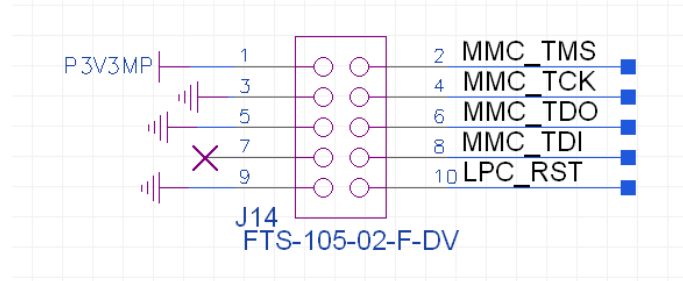 P3V3MP 1 2 MMC_TMS
3 4 MMC_TCK
5 6 MMC_TDO
7 8 MMC_TDI
9 10 LPC_RST
J14
FTS-105-02-F-DV